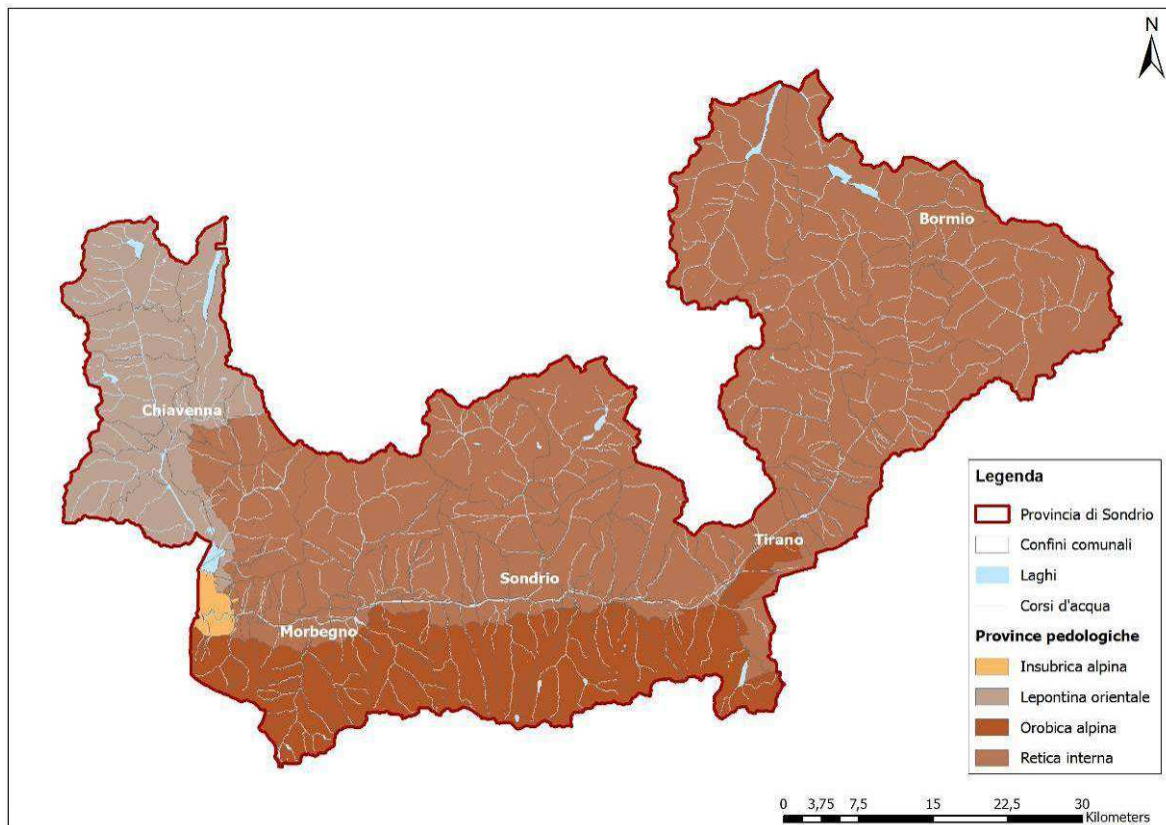 N
Bormio
Chiavenna
Tirano
Sondrio
Morbegno
Legenda
Provincia di Sondrio
Confini comunali
Laghi
Corsi d'acqua
Province pedologiche
Insubrica alpina
Lepontina orientale
Orobica alpina
Retica interna
0 3,75 7,5 15 22,5 30
Kilometers